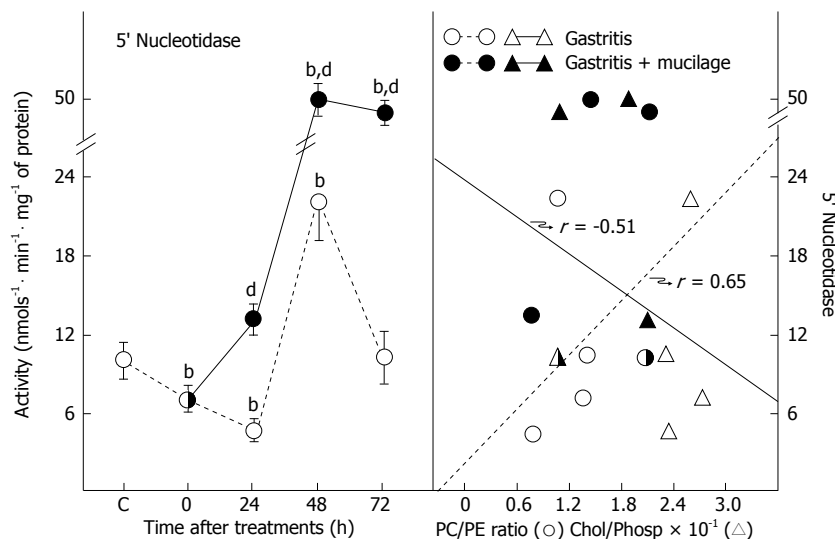 5' Nucleotidase
Activity (nmols⁻¹ · min⁻¹ · mg⁻¹ of protein)
50
24
18
12
6
b
b
d
b
b,d
b,d
C
0
24
48
72
Time after treatments (h)
Gastritis
Gastritis + mucilage
r = -0.51
r = 0.65
50
24
18
12
6
5' Nucleotidase
0
0.6
1.2
1.8
2.4
3.0
PC/PE ratio (○) Chol/Phosp × 10⁻¹ (△)